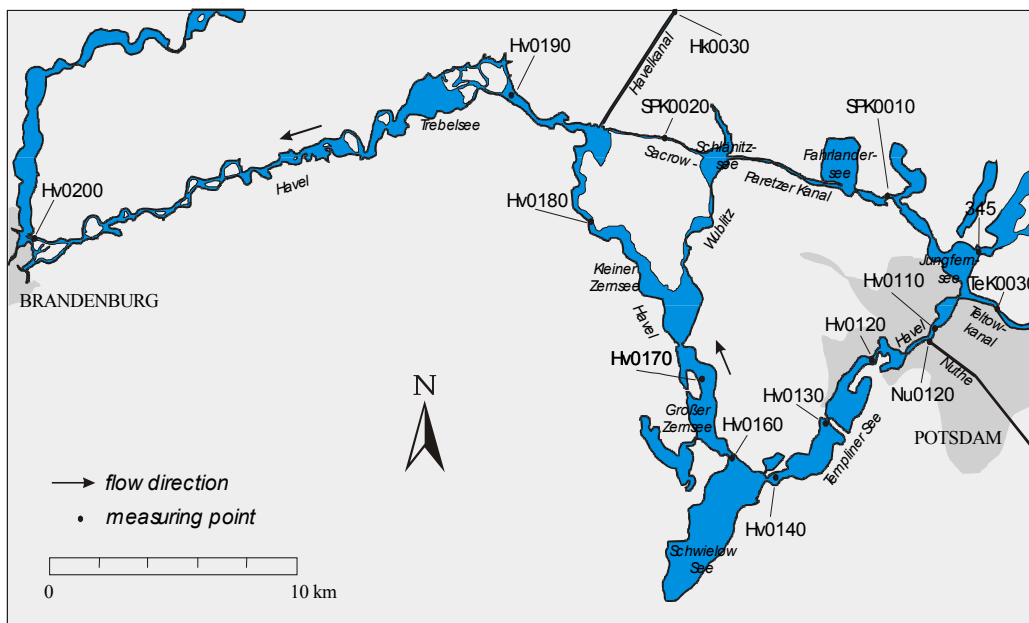 Hk0030
Hv0190
Havelkanal
SPK0020
SPK0010
Trebelsee
Sacrow-
Schlänitz-
see
Fahrlander-
see
Paretzer Kanal
Havel
Hv0200
Hv0180
Wublitz
345
Jungfern-
see
BRANDENBURG
Kleiner
Zernsee
Hv0110
TeK0030
Teltow-
kanal
Havel
Hv0120
Havel
Nuthe
N
Hv0170
Nu0120
Hv0130
Großer
Zernsee
Hv0160
POTSDAM
Templiner See
flow direction
measuring point
Hv0140
Schwielow
See
0
10 km